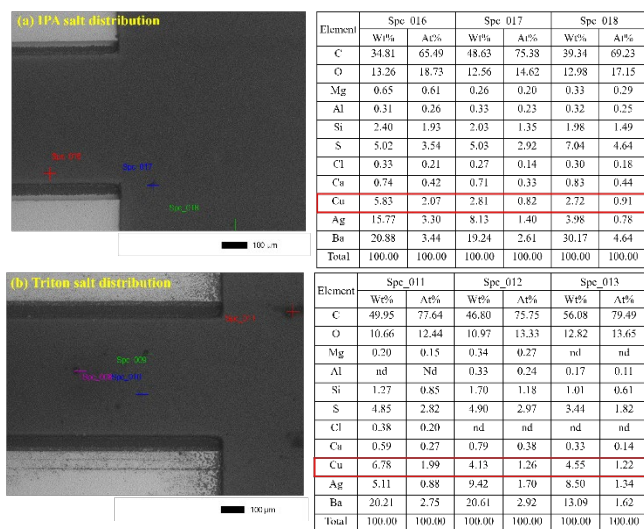 (a) IPA salt distribution
Spc_017
Spc_018
100 µm
Element Spc_016 Spc_017 Spc_018
Wt% At% Wt% At% Wt% At%
C 34.81 65.49 48.63 75.38 39.34 69.23
O 13.26 18.73 12.56 14.62 12.98 17.15
Mg 0.65 0.61 0.26 0.20 0.33 0.29
Al 0.31 0.26 0.33 0.23 0.32 0.25
Si 2.40 1.93 2.03 1.35 1.98 1.49
S 5.02 3.54 5.03 2.92 7.04 4.64
Cl 0.33 0.21 0.27 0.14 0.30 0.18
Ca 0.74 0.42 0.71 0.33 0.83 0.44
Cu 5.83 2.07 2.81 0.82 2.72 0.91
Ag 15.77 3.30 8.13 1.40 3.98 0.78
Ba 20.88 3.44 19.24 2.61 30.17 4.64
Total 100.00 100.00 100.00 100.00 100.00 100.00
(b) Triton salt distribution
Spc_009
100 µm
Element Spc_011 Spc_012 Spc_013
Wt% At% Wt% At% Wt% At%
C 49.95 77.64 46.80 75.75 56.08 79.49
O 10.66 12.44 10.97 13.33 12.82 13.65
Mg 0.20 0.15 0.34 0.27 nd nd
Al nd Nd 0.33 0.24 0.17 0.11
Si 1.27 0.85 1.70 1.18 1.01 0.61
S 4.85 2.82 4.90 2.97 3.44 1.82
Cl 0.38 0.20 nd nd nd nd
Ca 0.59 0.27 0.79 0.38 0.33 0.14
Cu 6.78 1.99 4.13 1.26 4.55 1.22
Ag 5.11 0.88 9.42 1.70 8.50 1.34
Ba 20.21 2.75 20.61 2.92 13.09 1.62
Total 100.00 100.00 100.00 100.00 100.00 100.00